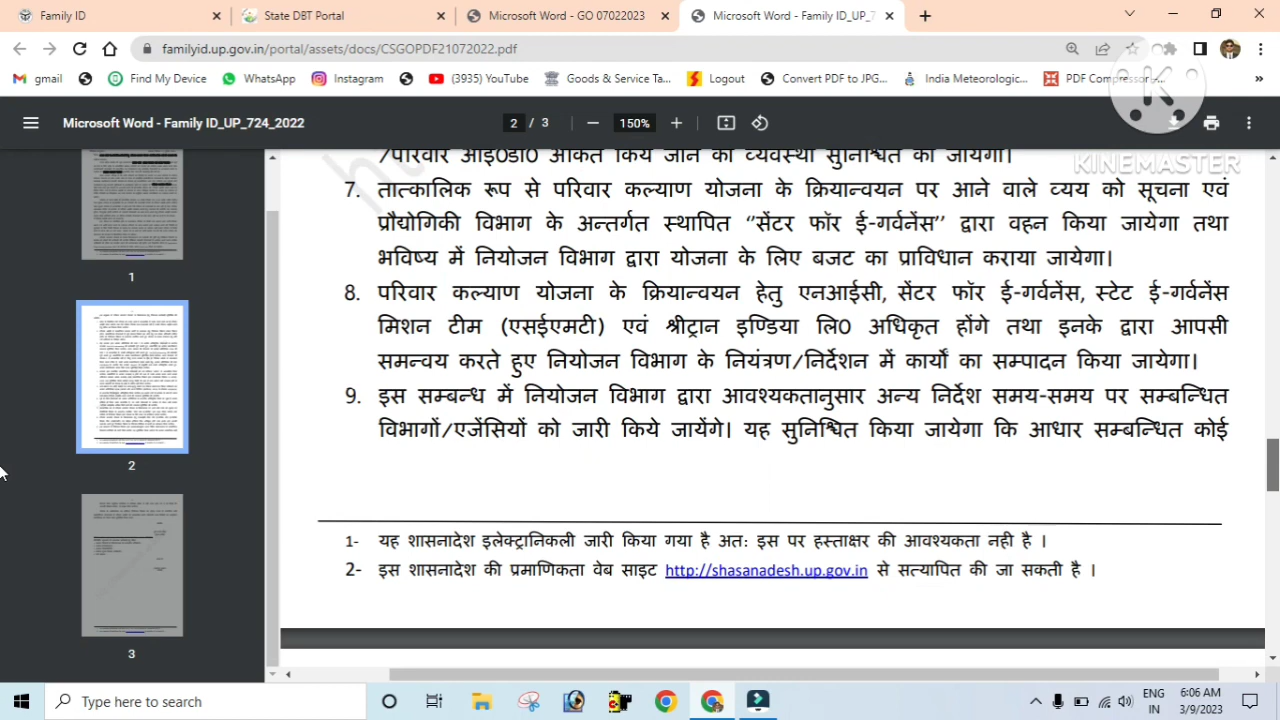 Family ID
State DBT Portal
Microsoft Word - GO 07022023
Microsoft Word - Family ID_UP_7
familyid.up.gov.in/portal/assets/docs/CSGOPDF21072022.pdf
gmail
Find My Device
WhatsApp
Instagram
(3935) YouTube
Goods & Service Ta...
Logout
Convert PDF to JPG...
India Meteorologic...
PDF Compressor
Microsoft Word - Family ID_UP_724_2022
2 / 3
150%
K
KINEMASTER
/परिवार आई0डी0 अंकित किये जाने की व्यवस्था सुनिश्चित की जायेगी।
7. तात्कालिक रूप से परिवार कल्याण योजना के क्रियान्वयन पर आने वाले व्यय को सूचना एवं
प्रौद्योगिकी विभाग के अन्तर्गत स्थापित “सेंटर फॉर ई-गवर्नेंस” द्वारा वहन किया जायेगा तथा
भविष्य में नियोजन विभाग द्वारा योजना के लिए बजट का प्राविधान कराया जायेगा।
8. परिवार कल्याण योजना के क्रियान्वयन हेतु एनआईसी, सेंटर फॉर ई-गवर्नेंस, स्टेट ई-गवर्नेंस
मिशन टीम (एसईएमटी) एवं श्रीट्रान इण्डिया लि0 अधिकृत होंगे तथा इनके द्वारा आपसी
समन्वय करते हुए नियोजन विभाग के नियंत्रण/निर्देशन में कार्यों का सम्पादन किया जायेगा।
9. इस सम्बन्ध में नियोजन विभाग द्वारा आवश्यकतानुसार अन्य निर्देश समय-समय पर सम्बन्धित
विभागों/एजेंसियों को जारी किये जायेंगे। यह सुनिश्चित किया जायेगा कि आधार सम्बन्धित कोई
1- यह शासनादेश इलेक्ट्रानिकली जारी किया गया है अतः इस पर हस्ताक्षर की आवश्यकता नही है ।
2- इस शासनादेश की प्रमाणिकता वेब साइट http://shasanadesh.up.gov.in से सत्यापित की जा सकती है ।
1
2
3
Type here to search
ENG
IN
6:06 AM
3/9/2023